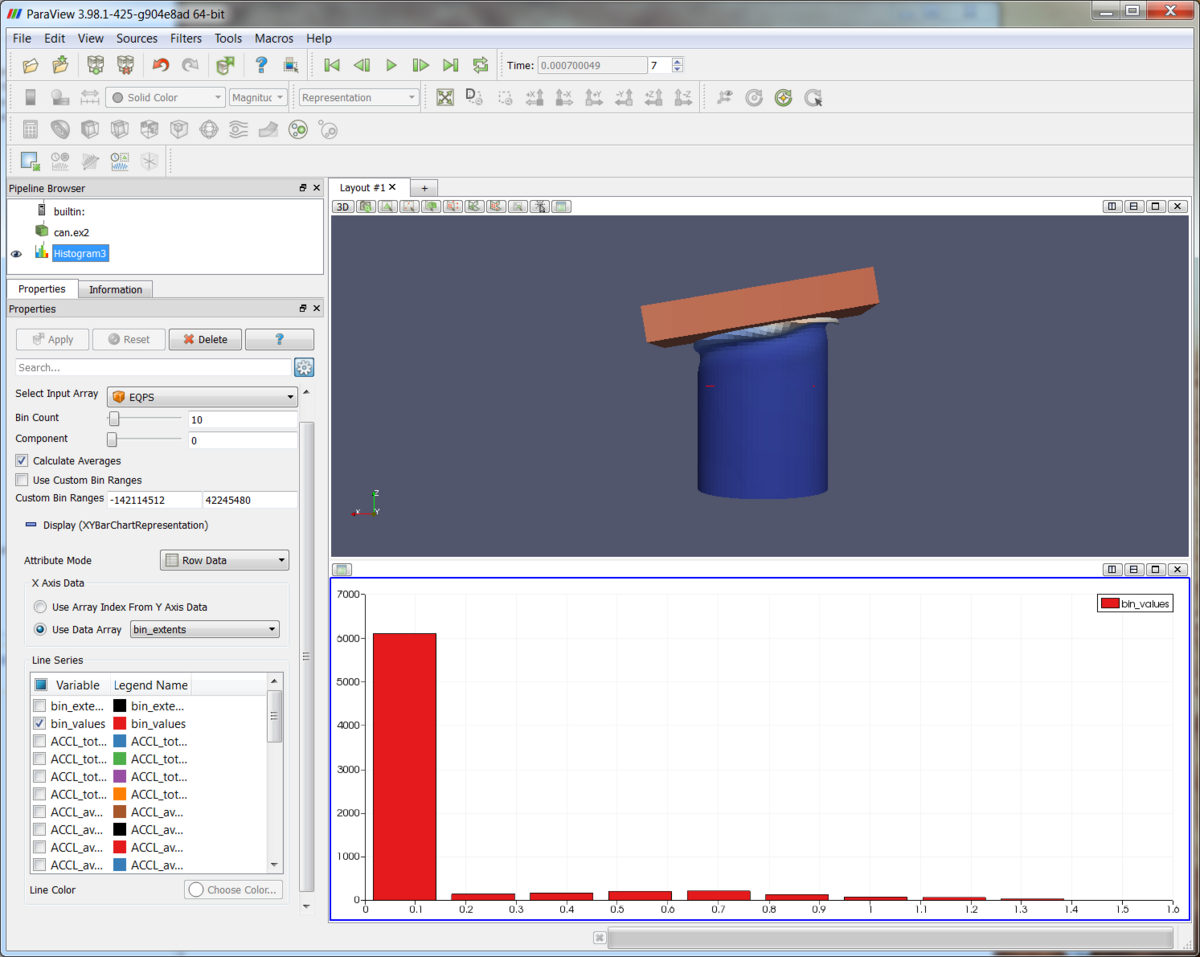 ParaView 3.98.1-425-g904e8ad 64-bit
File Edit View Sources Filters Tools Macros Help
Time: 0.000700049 7
Solid Color Magnituc Representation
D +X -X +Y -Y +Z -Z
Pipeline Browser
builtin:
can.ex2
Histogram3
Properties Information
Properties
Apply Reset Delete ?
Search...
Select Input Array EQPS
Bin Count 10
Component 0
Calculate Averages
Use Custom Bin Ranges
Custom Bin Ranges -142114512 42245480
Display (XYBarChartRepresentation)
Attribute Mode Row Data
X Axis Data
Use Array Index From Y Axis Data
Use Data Array bin_extents
Line Series
Variable Legend Name
bin_exte... bin_exte...
bin_values bin_values
ACCL_tot... ACCL_tot...
ACCL_tot... ACCL_tot...
ACCL_tot... ACCL_tot...
ACCL_tot... ACCL_tot...
ACCL_av... ACCL_av...
ACCL_av... ACCL_av...
ACCL_av... ACCL_av...
ACCL_av... ACCL_av...
Line Color Choose Color...
Layout #1
3D
Z
X Y
bin_values
7000
6000
5000
4000
3000
2000
1000
0
0 0.1 0.2 0.3 0.4 0.5 0.6 0.7 0.8 0.9 1 1.1 1.2 1.3 1.4 1.5 1.6